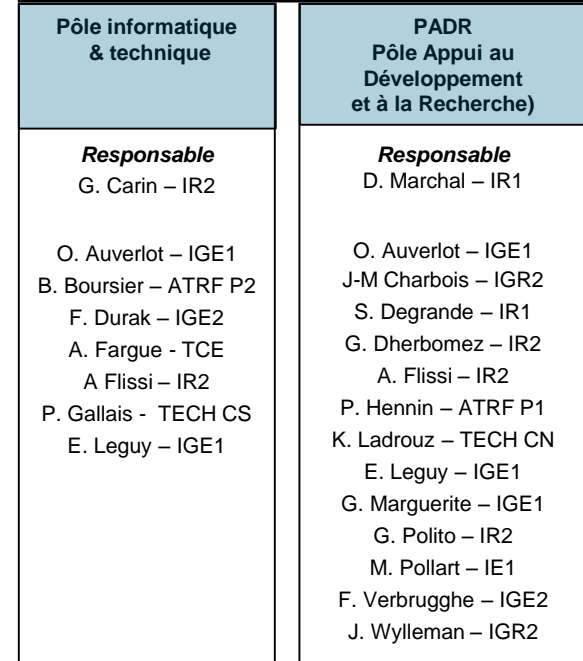 Pôle informatique
& technique
Responsable
G. Carin – IR2
O. Auverlot – IGE1
B. Boursier – ATRF P2
F. Durak – IGE2
A. Fargue - TCE
A Flissi – IR2
P. Gallais - TECH CS
E. Leguy – IGE1
PADR
Pôle Appui au
Développement
et à la Recherche)
Responsable
D. Marchal – IR1
O. Auverlot – IGE1
J-M Charbois – IGR2
S. Degrande – IR1
G. Dherbomez – IR2
A. Flissi – IR2
P. Hennin – ATRF P1
K. Ladrouz – TECH CN
E. Leguy – IGE1
G. Marguerite – IGE1
G. Polito – IR2
M. Pollart – IE1
F. Verbrugghe – IGE2
J. Wylleman – IGR2